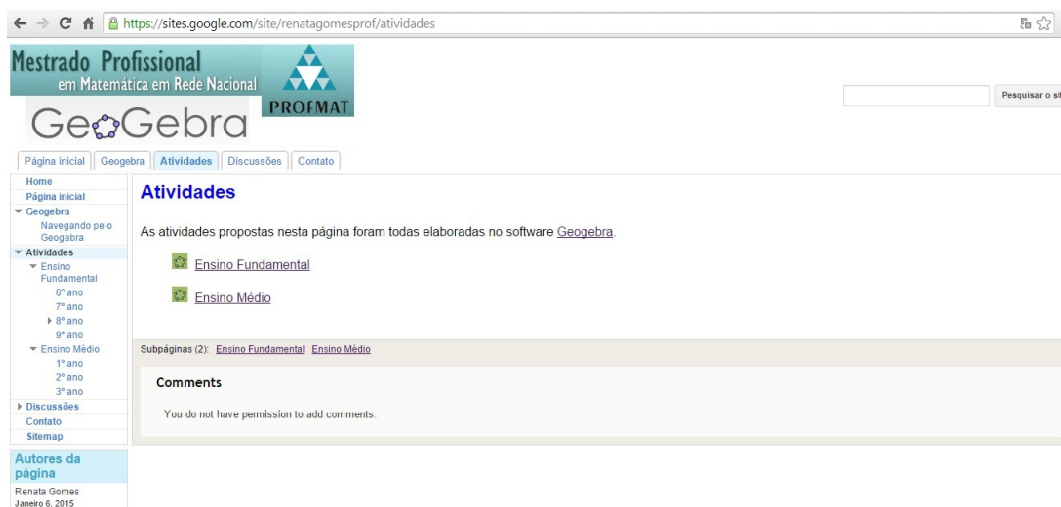 https://sites.google.com/site/renatagomesprof/atividades
Mestrado Profissional
em Matemática em Rede Nacional
PROFMAT
GeoGebra
Pesquisar o sit
Página inicial Geogebra Atividades Discussões Contato
Home
Página inicial
Geogebra
Navegando pelo
Geogebra
Atividades
Ensino
Fundamental
6º ano
7º ano
8º ano
9º ano
Ensino Médio
1º ano
2º ano
3º ano
Discussões
Contato
Sitemap
Autores da
página
Renata Gomes
Janeiro 6, 2015
Atividades
As atividades propostas nesta página foram todas elaboradas no software Geogebra.
Ensino Fundamental
Ensino Médio
Subpáginas (2): Ensino Fundamental Ensino Médio
Comments
You do not have permission to add comments.